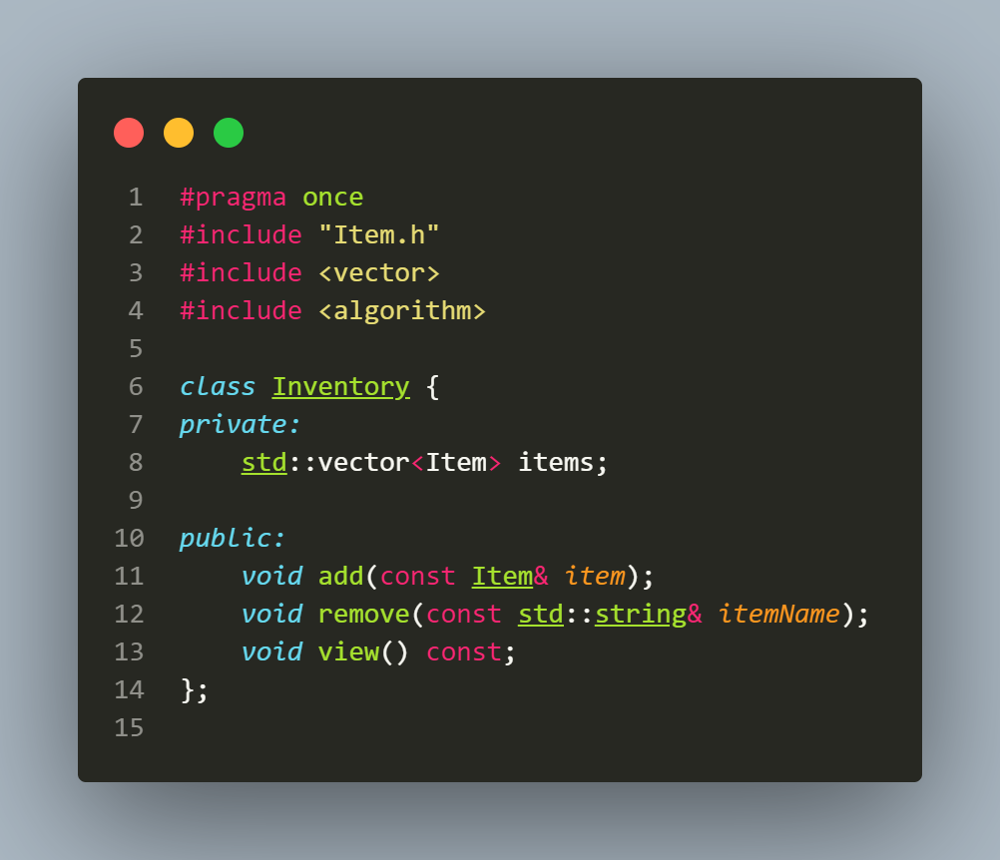 1 #pragma once
2 #include "Item.h"
3 #include <vector>
4 #include <algorithm>
5
6 class Inventory {
7 private:
8     std::vector<Item> items;
9
10 public:
11     void add(const Item& item);
12     void remove(const std::string& itemName);
13     void view() const;
14 };
15